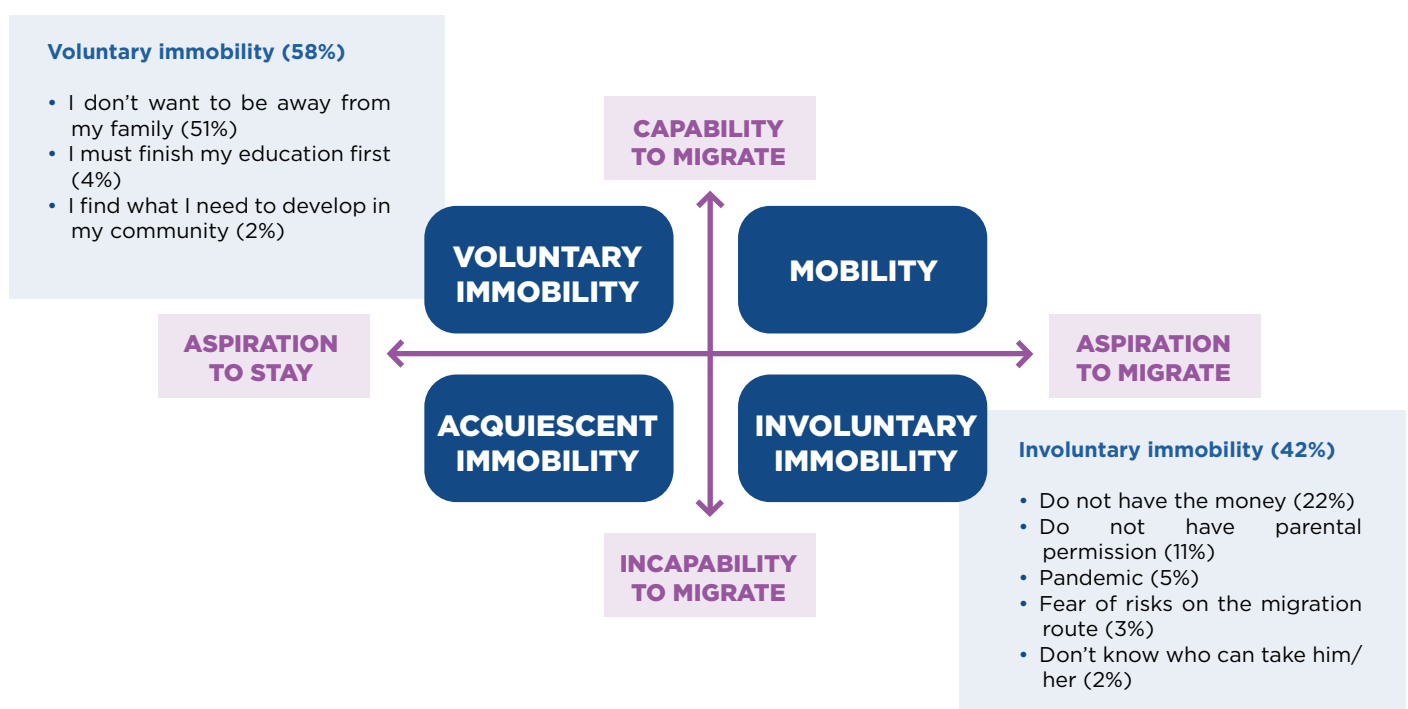 Voluntary immobility (58%)
• I don’t want to be away from
my family (51%)
• I must finish my education first
(4%)
• I find what I need to develop in
my community (2%)
CAPABILITY
TO MIGRATE
VOLUNTARY
IMMOBILITY
MOBILITY
ASPIRATION
TO STAY
ASPIRATION
TO MIGRATE
ACQUIESCENT
IMMOBILITY
INVOLUNTARY
IMMOBILITY
INCAPABILITY
TO MIGRATE
Involuntary immobility (42%)
• Do not have the money (22%)
• Do not have parental
permission (11%)
• Pandemic (5%)
• Fear of risks on the migration
route (3%)
• Don’t know who can take him/
her (2%)